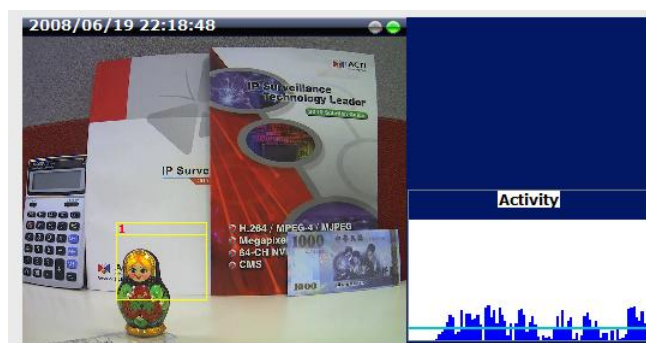 2008/06/19 22:18:48
ACTi
IP Surveillance
Technology Leader
IP Surve
1
H.264 / MPEG-4 / MJPEG
Megapixe
64-CH NV
CMS
1000
1000
Activity